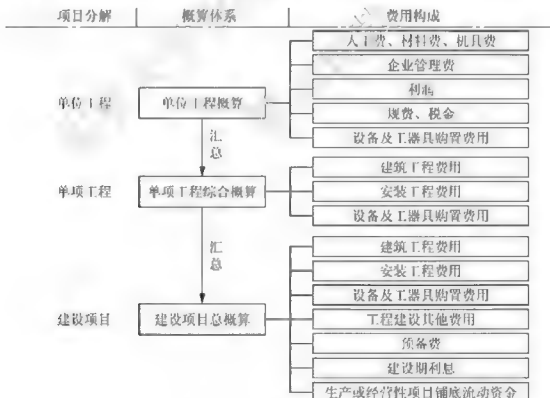 项目分解 概算体系 费用构成
人工费、材料费、机具费
企业管理费
单位工程 单位工程概算 利润
规费、税金
设备及工器具购置费用
汇总
建筑工程费用
单项工程 单项工程综合概算 安装工程费用
设备及工器具购置费用
汇总
建筑工程费用
安装工程费用
设备及工器具购置费用
建设项目 建设项目总概算 工程建设其他费用
预备费
建设期利息
生产或经营性项目铺底流动资金